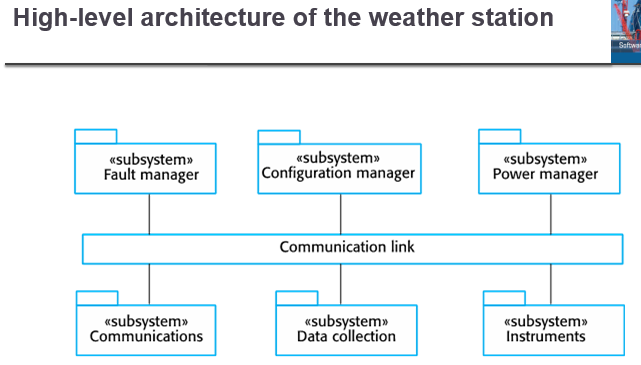 High-level architecture of the weather station
«subsystem»
Fault manager
«subsystem»
Configuration manager
«subsystem»
Power manager
Communication link
«subsystem»
Communications
«subsystem»
Data collection
«subsystem»
Instruments